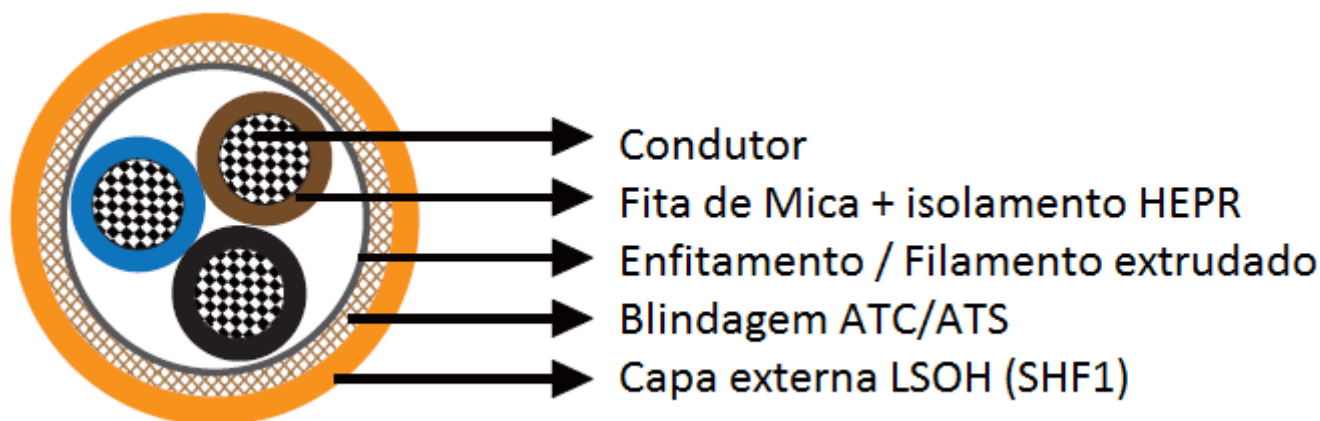 Condutor
Fita de Mica + isolamento HEPR
Enfitamento / Filamento extrudado
Blindagem ATC/ATS
Capa externa LSOH (SHF1)